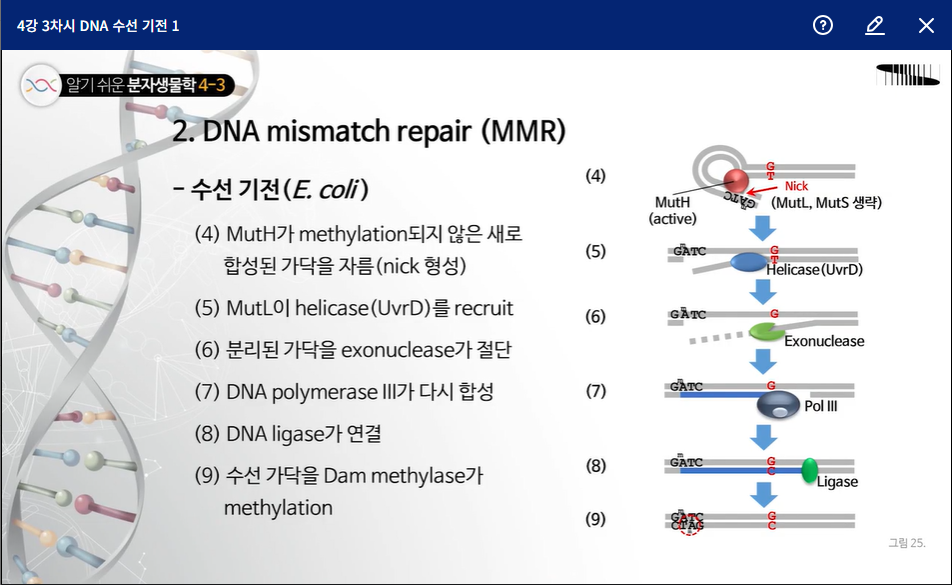 4강 3차시 DNA 수선 기전 1
알기 쉬운 분자생물학 4-3
2. DNA mismatch repair (MMR)
- 수선 기전(E. coli)
(4) MutH가 methylation되지 않은 새로
합성된 가닥을 자름(nick 형성)
(5) MutL이 helicase(UvrD)를 recruit
(6) 분리된 가닥을 exonuclease가 절단
(7) DNA polymerase III가 다시 합성
(8) DNA ligase가 연결
(9) 수선 가닥을 Dam methylase가
methylation
(4)
G
T
GATC
Nick
MutH
(active)
(MutL, MutS 생략)
(5)
GATC
G
T
Helicase(UvrD)
(6)
GATC
G
Exonuclease
(7)
GATC
G
Pol III
(8)
GATC
G
C
Ligase
(9)
GATC
CTAG
G
C
그림 25.